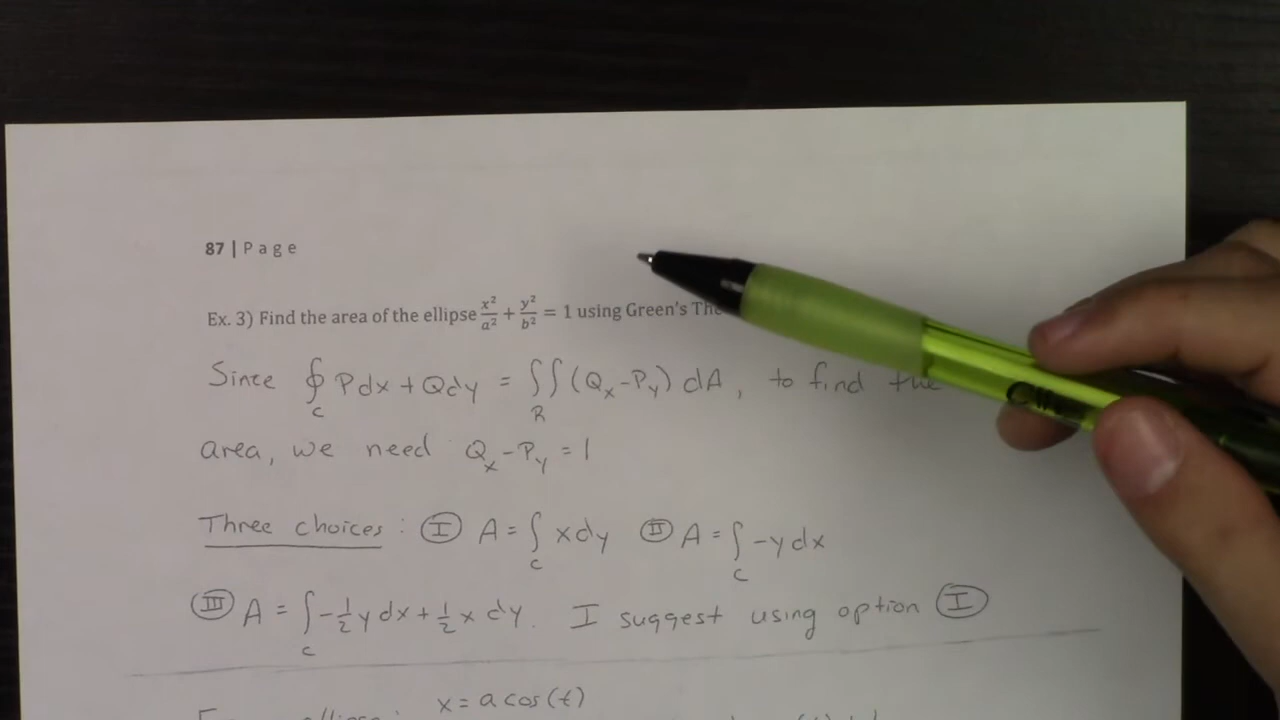 87 | P a g e
Ex. 3) Find the area of the ellipse x²/a² + y²/b² = 1 using Green's The
Since ∮_C Pdx + Qdy = ∬_R (Q_x - P_y) dA, to find the
area, we need Q_x - P_y = 1
Three choices: Ⓘ A = ∫_C x dy Ⓘ︎Ⓘ A = ∫_C -y dx
(III) A = ∫_C -½ y dx + ½ x dy. I suggest using option Ⓘ
x = a cos(t)